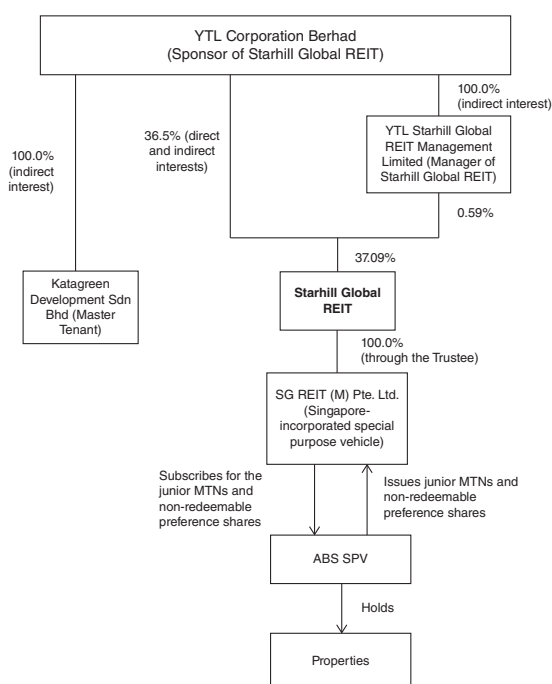 YTL Corporation Berhad
(Sponsor of Starhill Global REIT)
100.0%
(indirect interest)
36.5% (direct
and indirect
interests)
YTL Starhill Global
REIT Management
Limited (Manager of
Starhill Global REIT)
100.0%
(indirect
interest)
0.59%
37.09%
Katagreen
Development Sdn
Bhd (Master
Tenant)
Starhill Global
REIT
100.0%
(through the Trustee)
SG REIT (M) Pte. Ltd.
(Singapore-
incorporated special
purpose vehicle)
Subscribes for the
junior MTNs and
non-redeemable
preference shares
Issues junior MTNs and
non-redeemable
preference shares
ABS SPV
Holds
Properties